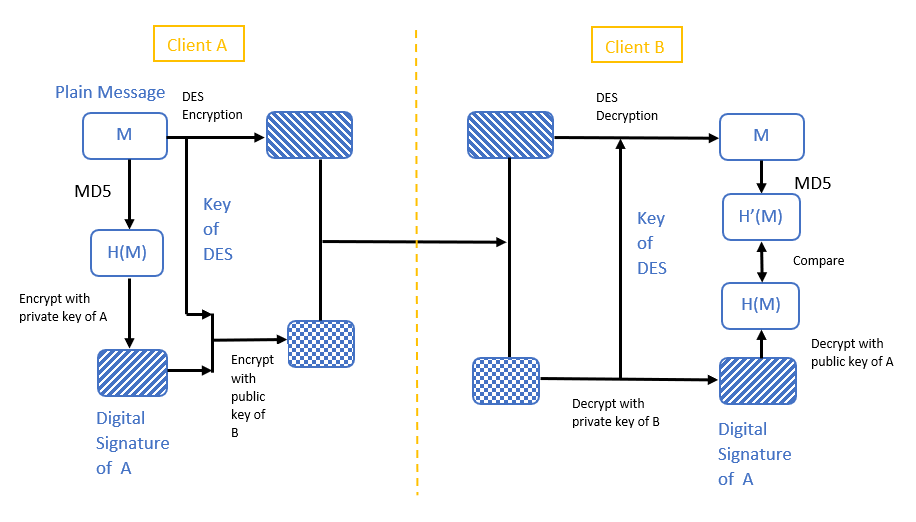 Client A
Client B
Plain Message
DES
Encryption
DES
Decryption
M
M
MD5
MD5
Key
of
DES
Key
of
DES
H'(M)
H(M)
Compare
Encrypt with
private key of A
H(M)
Encrypt
with
public
key of
B
Decrypt with
public key of A
Decrypt with
private key of B
Digital
Signature
of A
Digital
Signature
of A